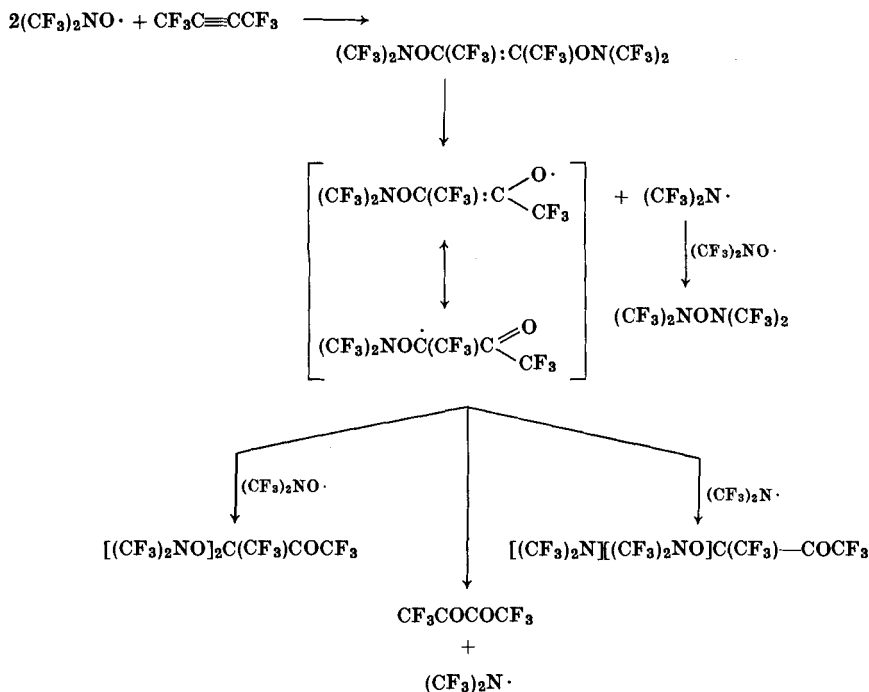 2(CF₃)₂NO· + CF₃C≡CCF₃
(CF₃)₂NOC(CF₃):C(CF₃)ON(CF₃)₂
O·
(CF₃)₂NOC(CF₃):C
CF₃
+ (CF₃)₂N·
(CF₃)₂NO·
(CF₃)₂NON(CF₃)₂
O
(CF₃)₂NOĊ(CF₃)C
CF₃
(CF₃)₂NO·
(CF₃)₂N·
[(CF₃)₂NO]₂C(CF₃)COCF₃
[(CF₃)₂N][(CF₃)₂NO]C(CF₃)—COCF₃
CF₃COCOCF₃
+
(CF₃)₂N·